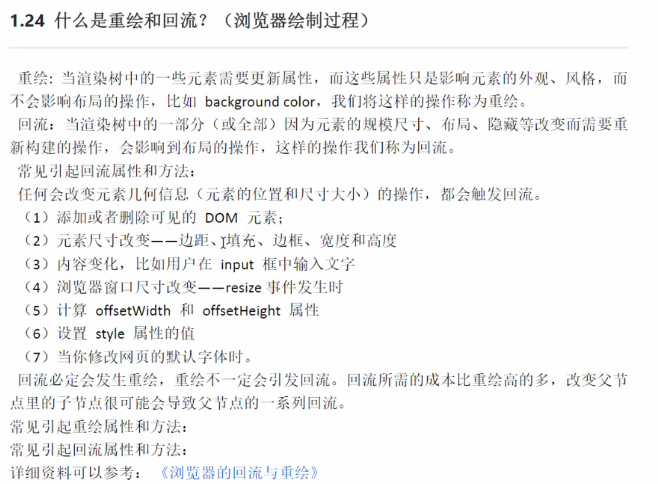 1.24 什么是重绘和回流？（浏览器绘制过程）
重绘: 当渲染树中的一些元素需要更新属性，而这些属性只是影响元素的外观、风格，而
不会影响布局的操作，比如 background color，我们将这样的操作称为重绘。
回流：当渲染树中的一部分（或全部）因为元素的规模尺寸、布局、隐藏等改变而需要重
新构建的操作，会影响到布局的操作，这样的操作我们称为回流。
常见引起回流属性和方法：
任何会改变元素几何信息（元素的位置和尺寸大小）的操作，都会触发回流。
（1）添加或者删除可见的 DOM 元素；
（2）元素尺寸改变——边距、填充、边框、宽度和高度
（3）内容变化，比如用户在 input 框中输入文字
（4）浏览器窗口尺寸改变——resize 事件发生时
（5）计算 offsetWidth 和 offsetHeight 属性
（6）设置 style 属性的值
（7）当你修改网页的默认字体时。
回流必定会发生重绘，重绘不一定会引发回流。回流所需的成本比重绘高的多，改变父节
点里的子节点很可能会导致父节点的一系列回流。
常见引起重绘属性和方法：
常见引起回流属性和方法：
详细资料可以参考： 《浏览器的回流与重绘》